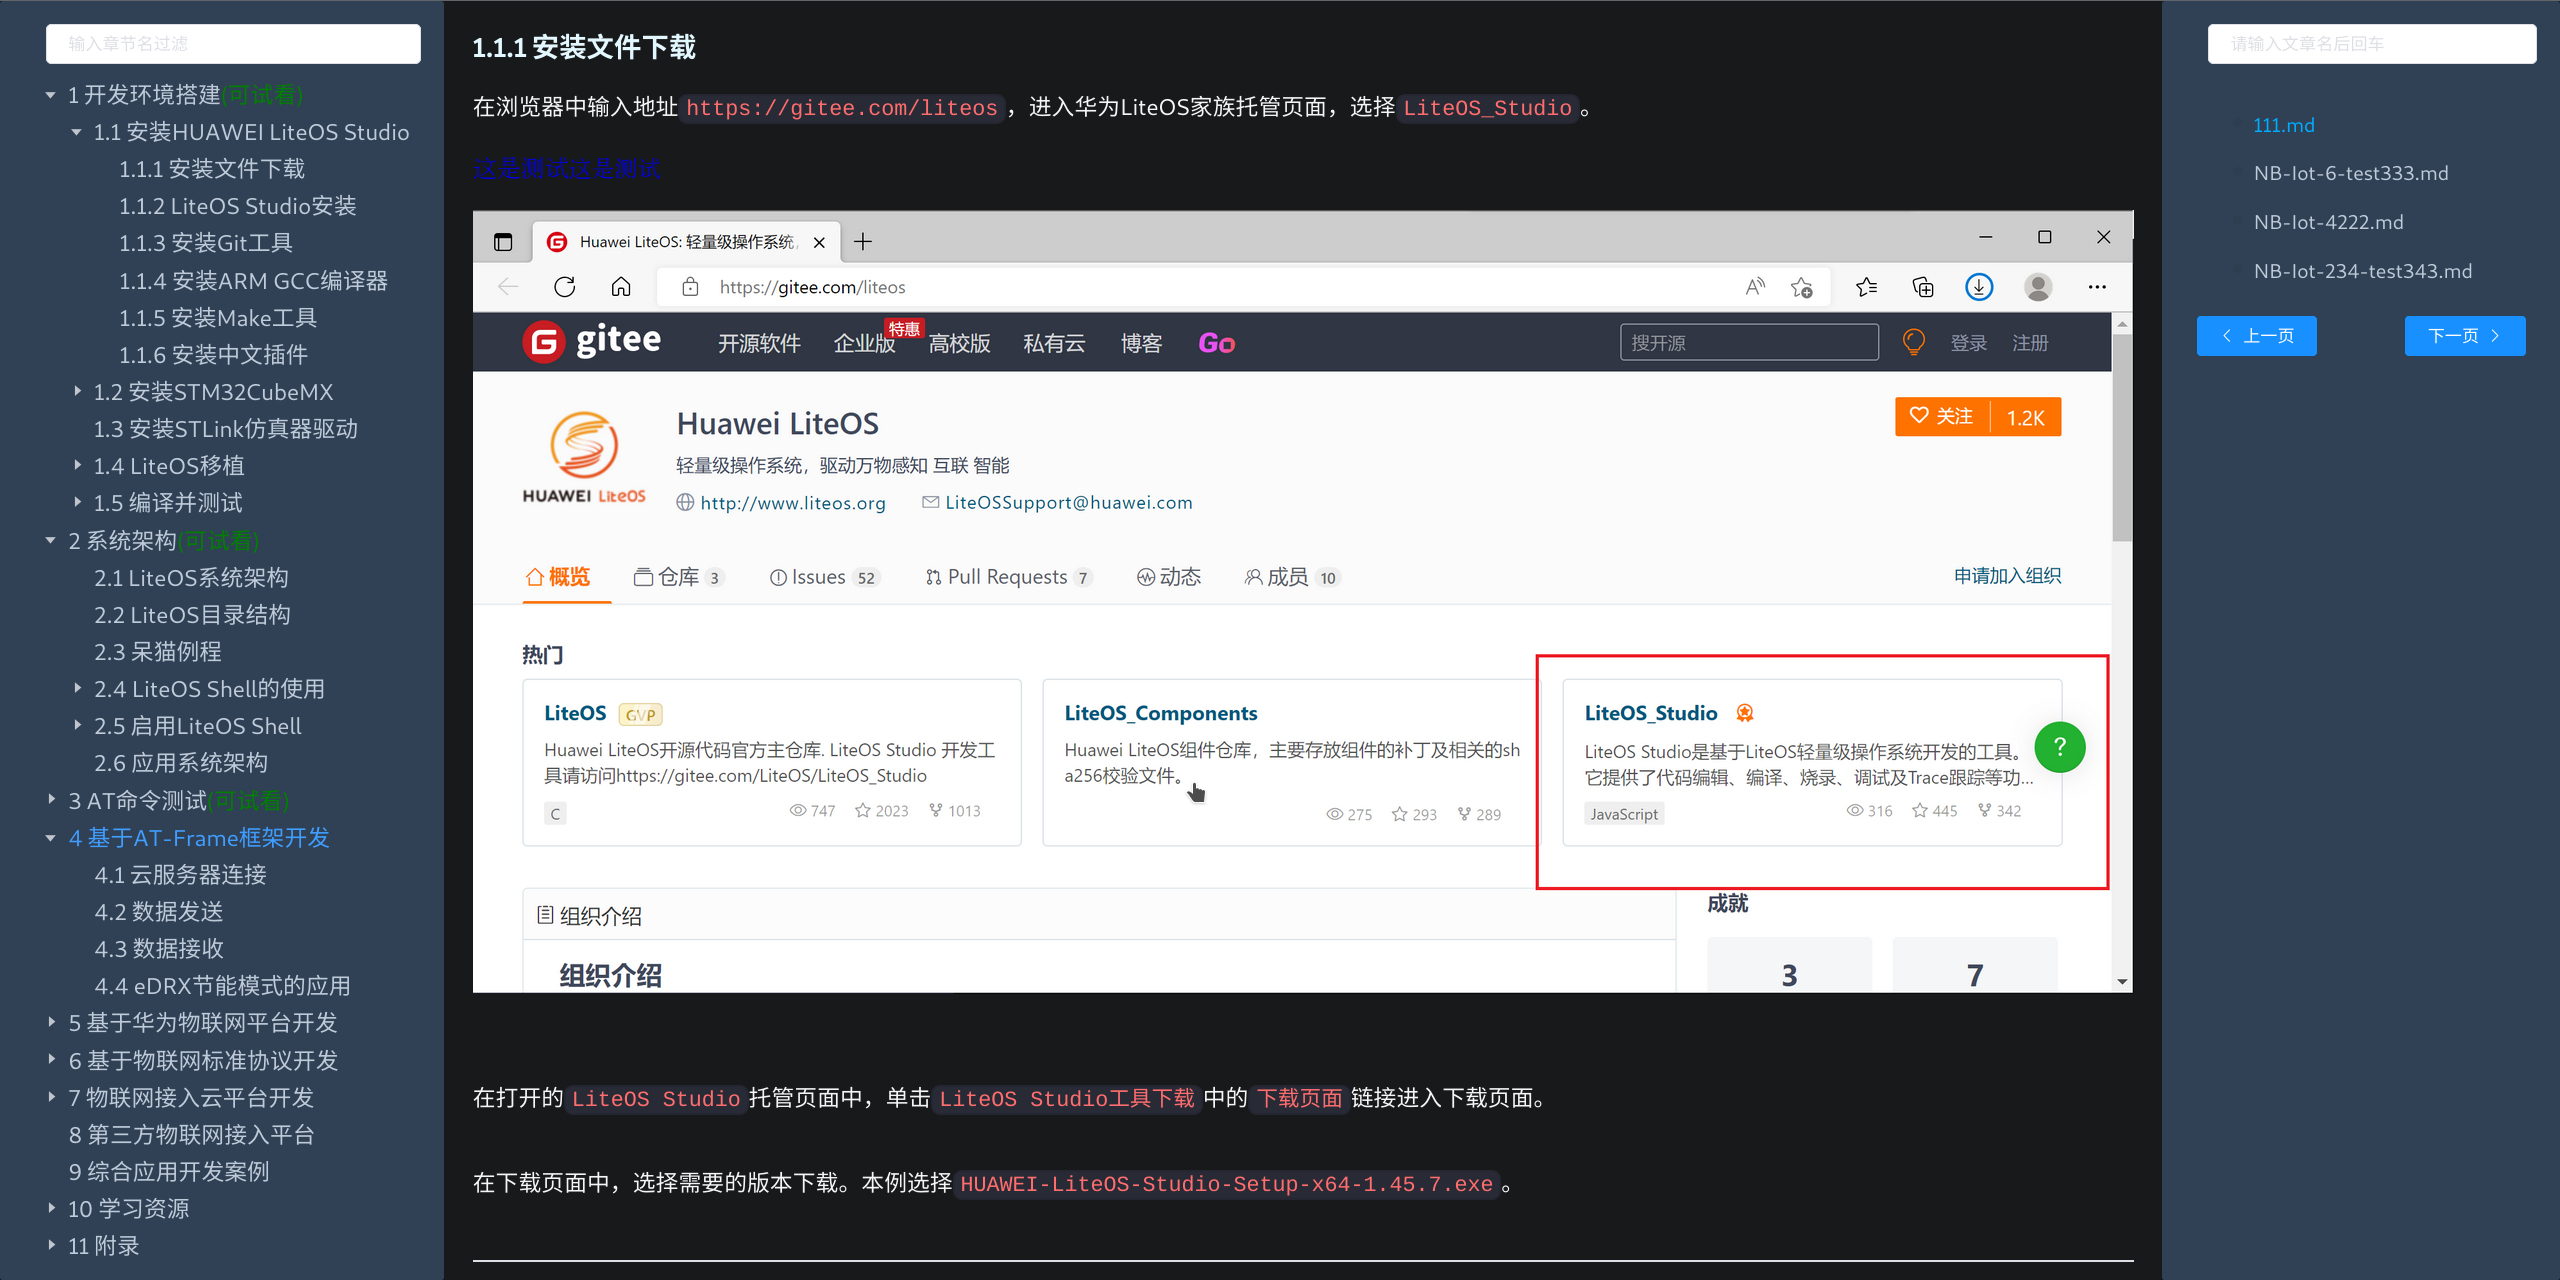 输入章节名过滤
1 开发环境搭建(可试看)
1.1 安装HUAWEI LiteOS Studio
1.1.1 安装文件下载
1.1.2 LiteOS Studio安装
1.1.3 安装Git工具
1.1.4 安装ARM GCC编译器
1.1.5 安装Make工具
1.1.6 安装中文插件
1.2 安装STM32CubeMX
1.3 安装STLink仿真器驱动
1.4 LiteOS移植
1.5 编译并测试
2 系统架构(可试看)
2.1 LiteOS系统架构
2.2 LiteOS目录结构
2.3 呆猫例程
2.4 LiteOS Shell的使用
2.5 启用LiteOS Shell
2.6 应用系统架构
3 AT命令测试(可试看)
4 基于AT-Frame框架开发
4.1 云服务器连接
4.2 数据发送
4.3 数据接收
4.4 eDRX节能模式的应用
5 基于华为物联网平台开发
6 基于物联网标准协议开发
7 物联网接入云平台开发
8 第三方物联网接入平台
9 综合应用开发案例
10 学习资源
11 附录
1.1.1 安装文件下载
在浏览器中输入地址 https://gitee.com/liteos ，进入华为LiteOS家族托管页面，选择 LiteOS_Studio 。
这是测试这是测试
Huawei LiteOS: 轻量级操作系统,
https://gitee.com/liteos
gitee 开源软件 企业版 特惠 高校版 私有云 博客 Go 搜开源 登录 注册
Huawei LiteOS
关注 1.2K
轻量级操作系统，驱动万物感知 互联 智能
HUAWEI LiteOS
http://www.liteos.org LiteOSSupport@huawei.com
概览 仓库 3 Issues 52 Pull Requests 7 动态 成员 10 申请加入组织
热门
LiteOS GVP
Huawei LiteOS开源代码官方主仓库. LiteOS Studio 开发工
具请访问https://gitee.com/LiteOS/LiteOS_Studio
C 747 2023 1013
LiteOS_Components
Huawei LiteOS组件仓库，主要存放组件的补丁及相关的sh
a256校验文件。
275 293 289
LiteOS_Studio
LiteOS Studio是基于LiteOS轻量级操作系统开发的工具。
它提供了代码编辑、编译、烧录、调试及Trace跟踪等功...
JavaScript 316 445 342
?
组织介绍
组织介绍
成就
3 7
在打开的 LiteOS Studio 托管页面中，单击 LiteOS Studio工具下载 中的 下载页面 链接进入下载页面。
在下载页面中，选择需要的版本下载。本例选择 HUAWEI-LiteOS-Studio-Setup-x64-1.45.7.exe 。
请输入文章名后回车
111.md
NB-Iot-6-test333.md
NB-Iot-4222.md
NB-Iot-234-test343.md
上一页 下一页